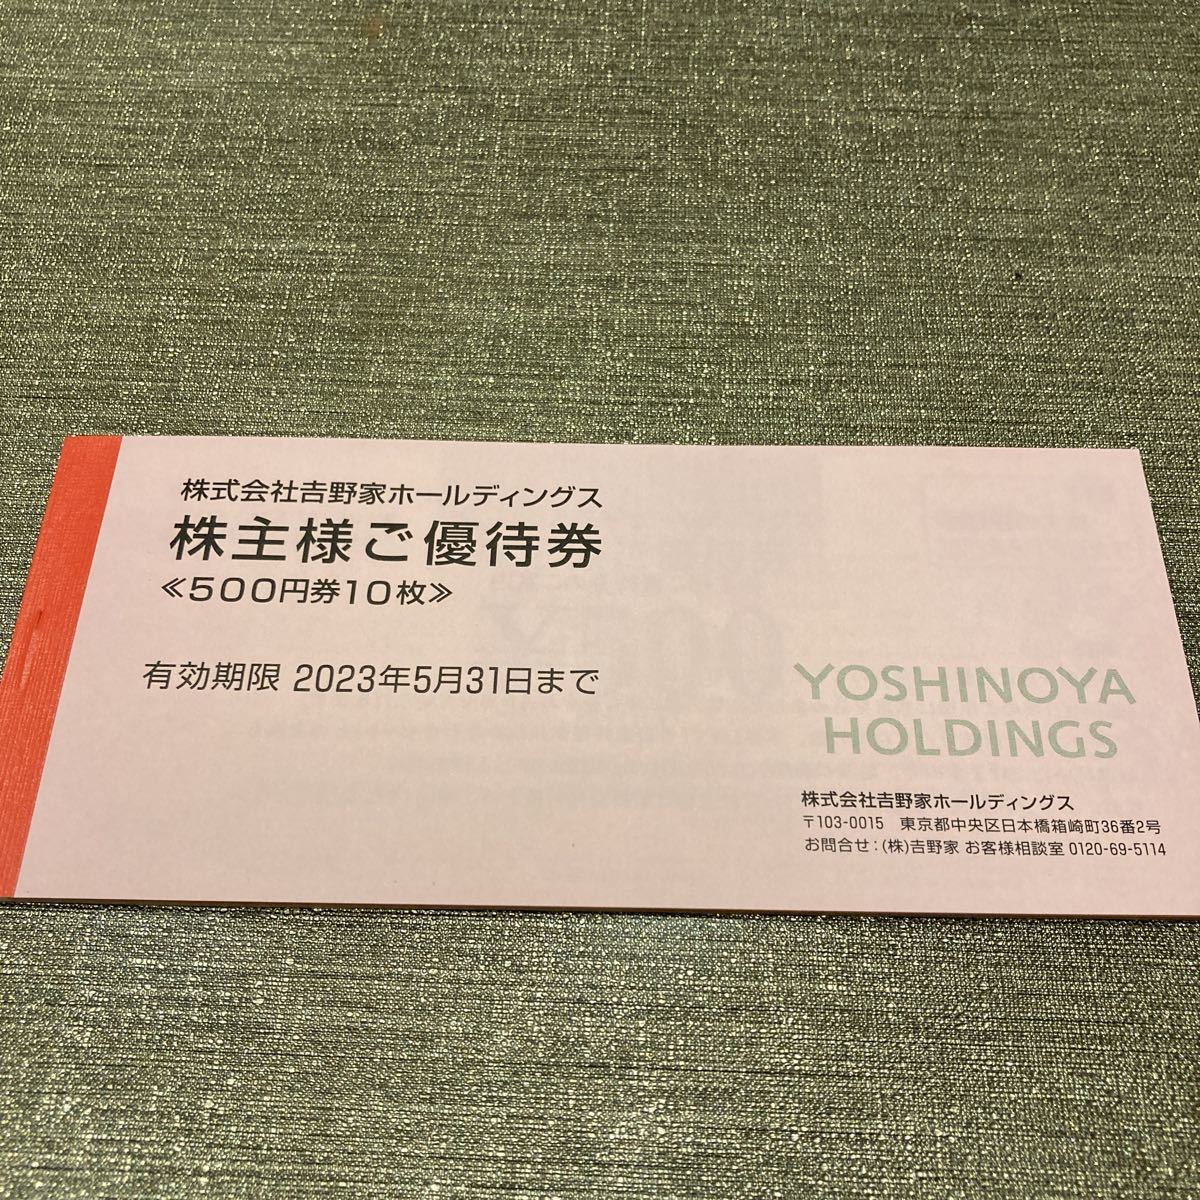 株式会社𠮷野家ホールディングス
株主様ご優待券
≪500円券10枚≫
有効期限 2023年5月31日まで
YOSHINOYA
HOLDINGS
株式会社𠮷野家ホールディングス
〒103-0015 東京都中央区日本橋箱崎町36番2号
お問合せ：(株)𠮷野家 お客様相談室 0120-69-5114